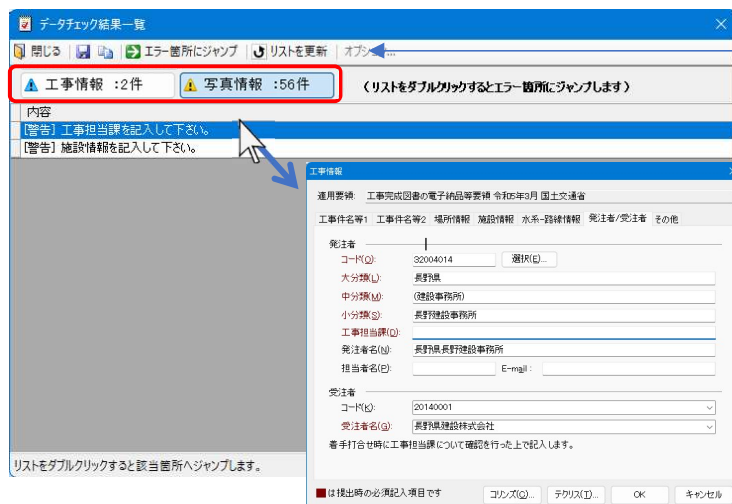 データチェック結果一覧
閉じる エラー箇所にジャンプ リストを更新
工事情報 :2件 写真情報 :56件 (リストをダブルクリックするとエラー箇所にジャンプします)
内容
[警告] 工事担当課を記入して下さい。
[警告] 施設情報を記入して下さい。
工事情報
適用要領: 工事完成図書の電子納品等要領 令和5年3月 国土交通省
工事件名等1 工事件名等2 場所情報 施設情報 水系-路線情報 発注者/受注者 その他
発注者
コード(O): 32004014 選択(E)...
大分類(L): 長野県
中分類(M): (建設事務所)
小分類(S): 長野建設事務所
工事担当課(D):
発注者名(N): 長野県長野建設事務所
担当者名(P): E-mail:
受注者
コード(K): 20140001
受注者名(G): 長野県建設株式会社
着手打合せ時に工事担当課について確認を行った上で記入します。
リストをダブルクリックすると該当箇所へジャンプします。
■は提出時の必須記入項目です コリンズ(C)... テクリス(T)... OK キャンセル